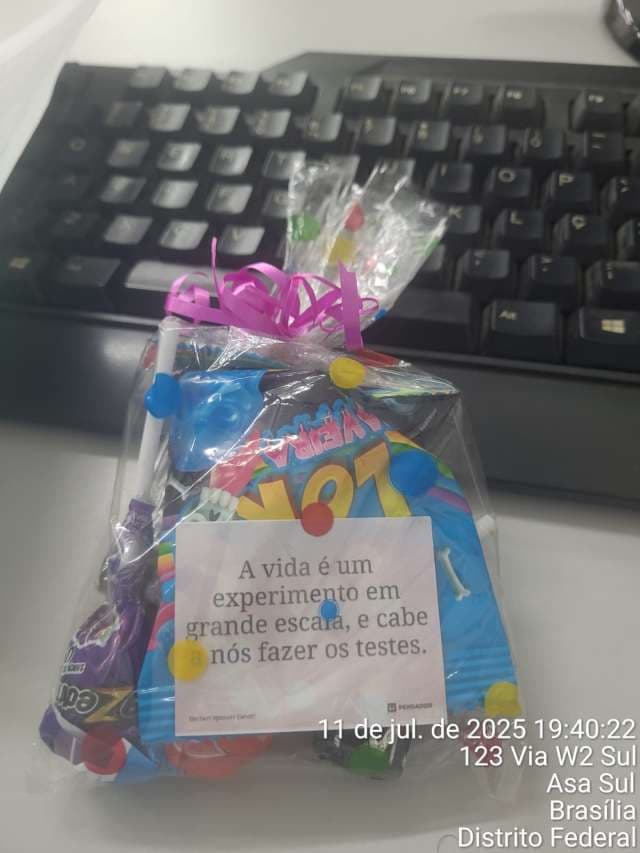 LOK
A vida é um
experimento em
grande escala, e cabe
a nós fazer os testes.
PENSADOR
11 de jul. de 2025 19:40:22
123 Via W2 Sul
Asa Sul
Brasília
Distrito Federal